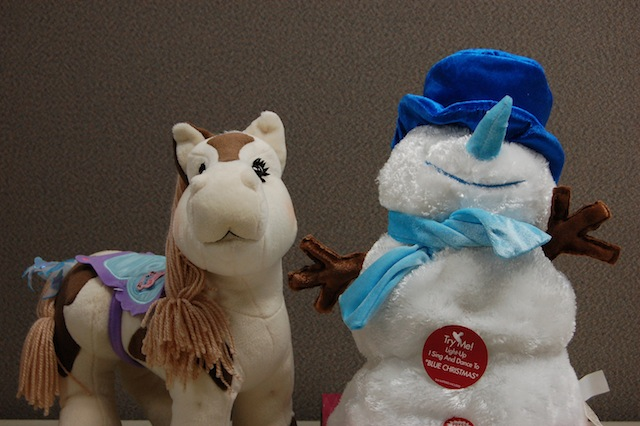 Try Me!
Light-Up
I Sing And Dance To
"BLUE CHRISTMAS"